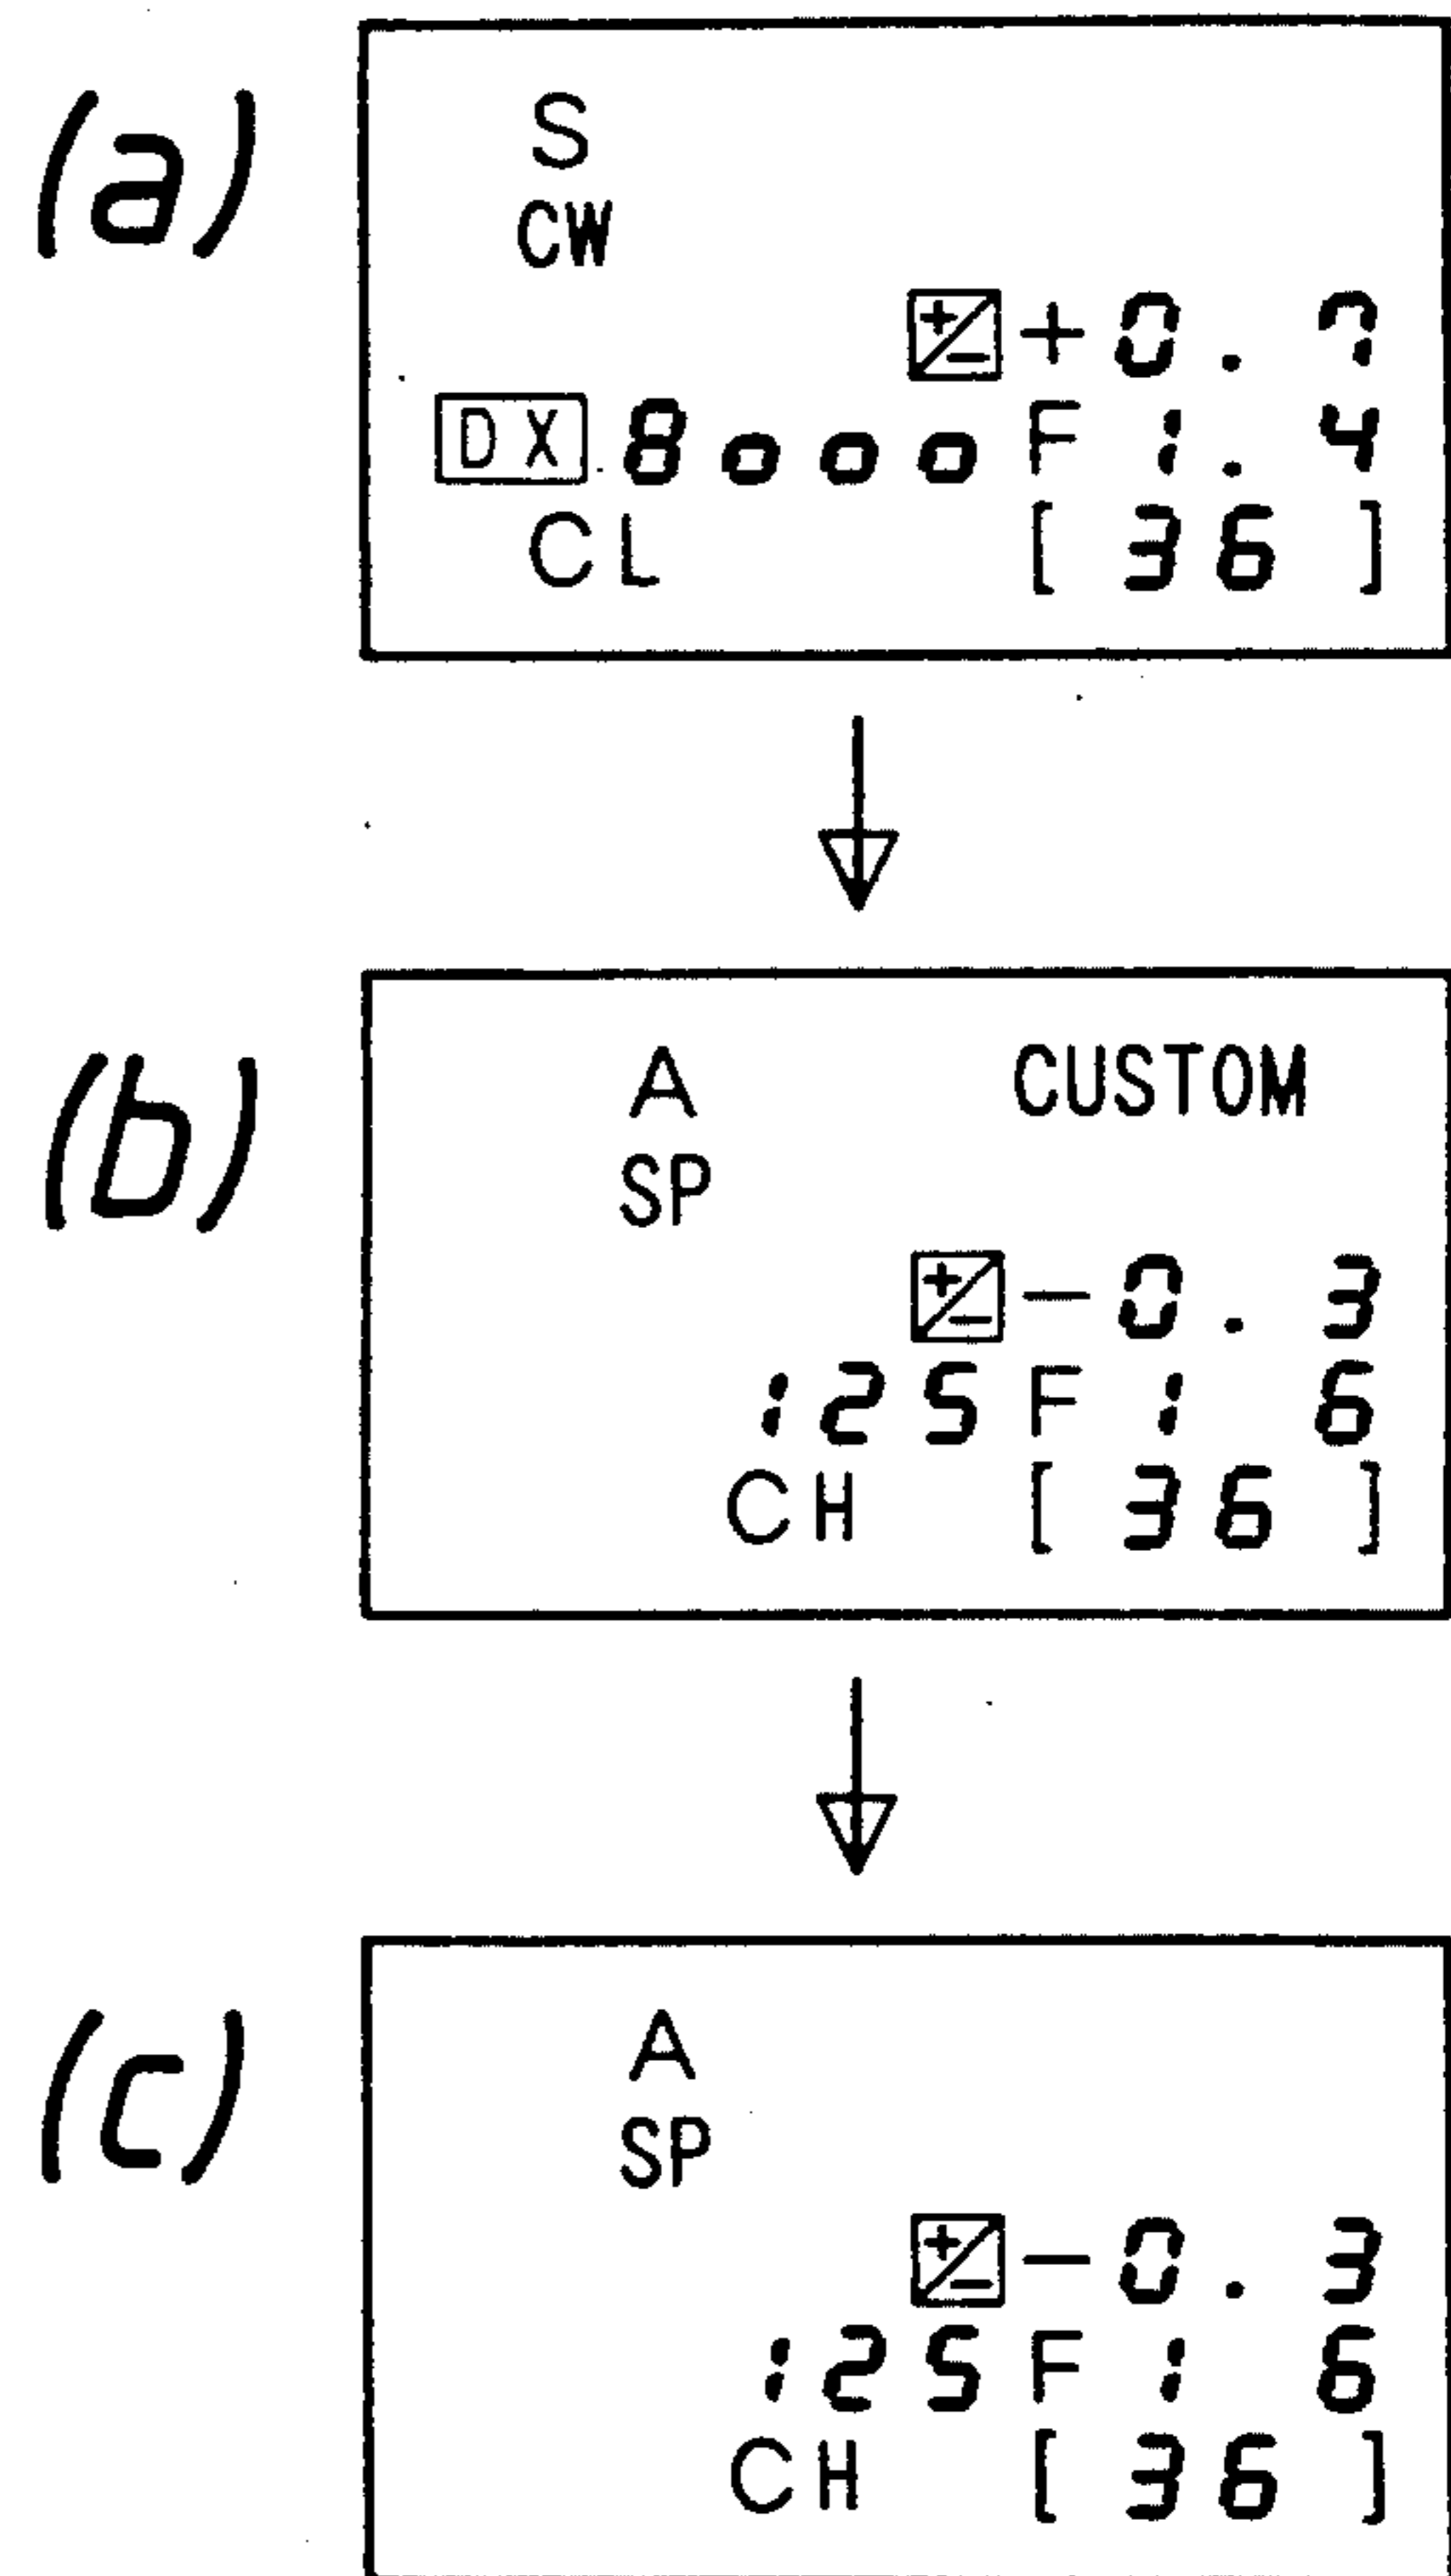 (a)
S
CW
+0.7
DX 8000 F1.4
CL [36]
(b)
A CUSTOM
SP
-0.3
125 F16
CH [36]
(c)
A
SP
-0.3
125 F16
CH [36]